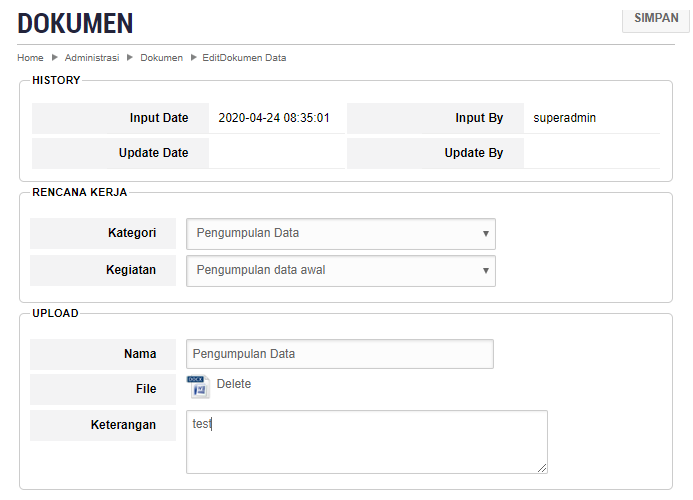 DOKUMEN
SIMPAN
Home ▶ Administrasi ▶ Dokumen ▶ EditDokumen Data
HISTORY
Input Date 2020-04-24 08:35:01 Input By superadmin
Update Date Update By
RENCANA KERJA
Kategori Pengumpulan Data
Kegiatan Pengumpulan data awal
UPLOAD
Nama Pengumpulan Data
File DOCX Delete
Keterangan test